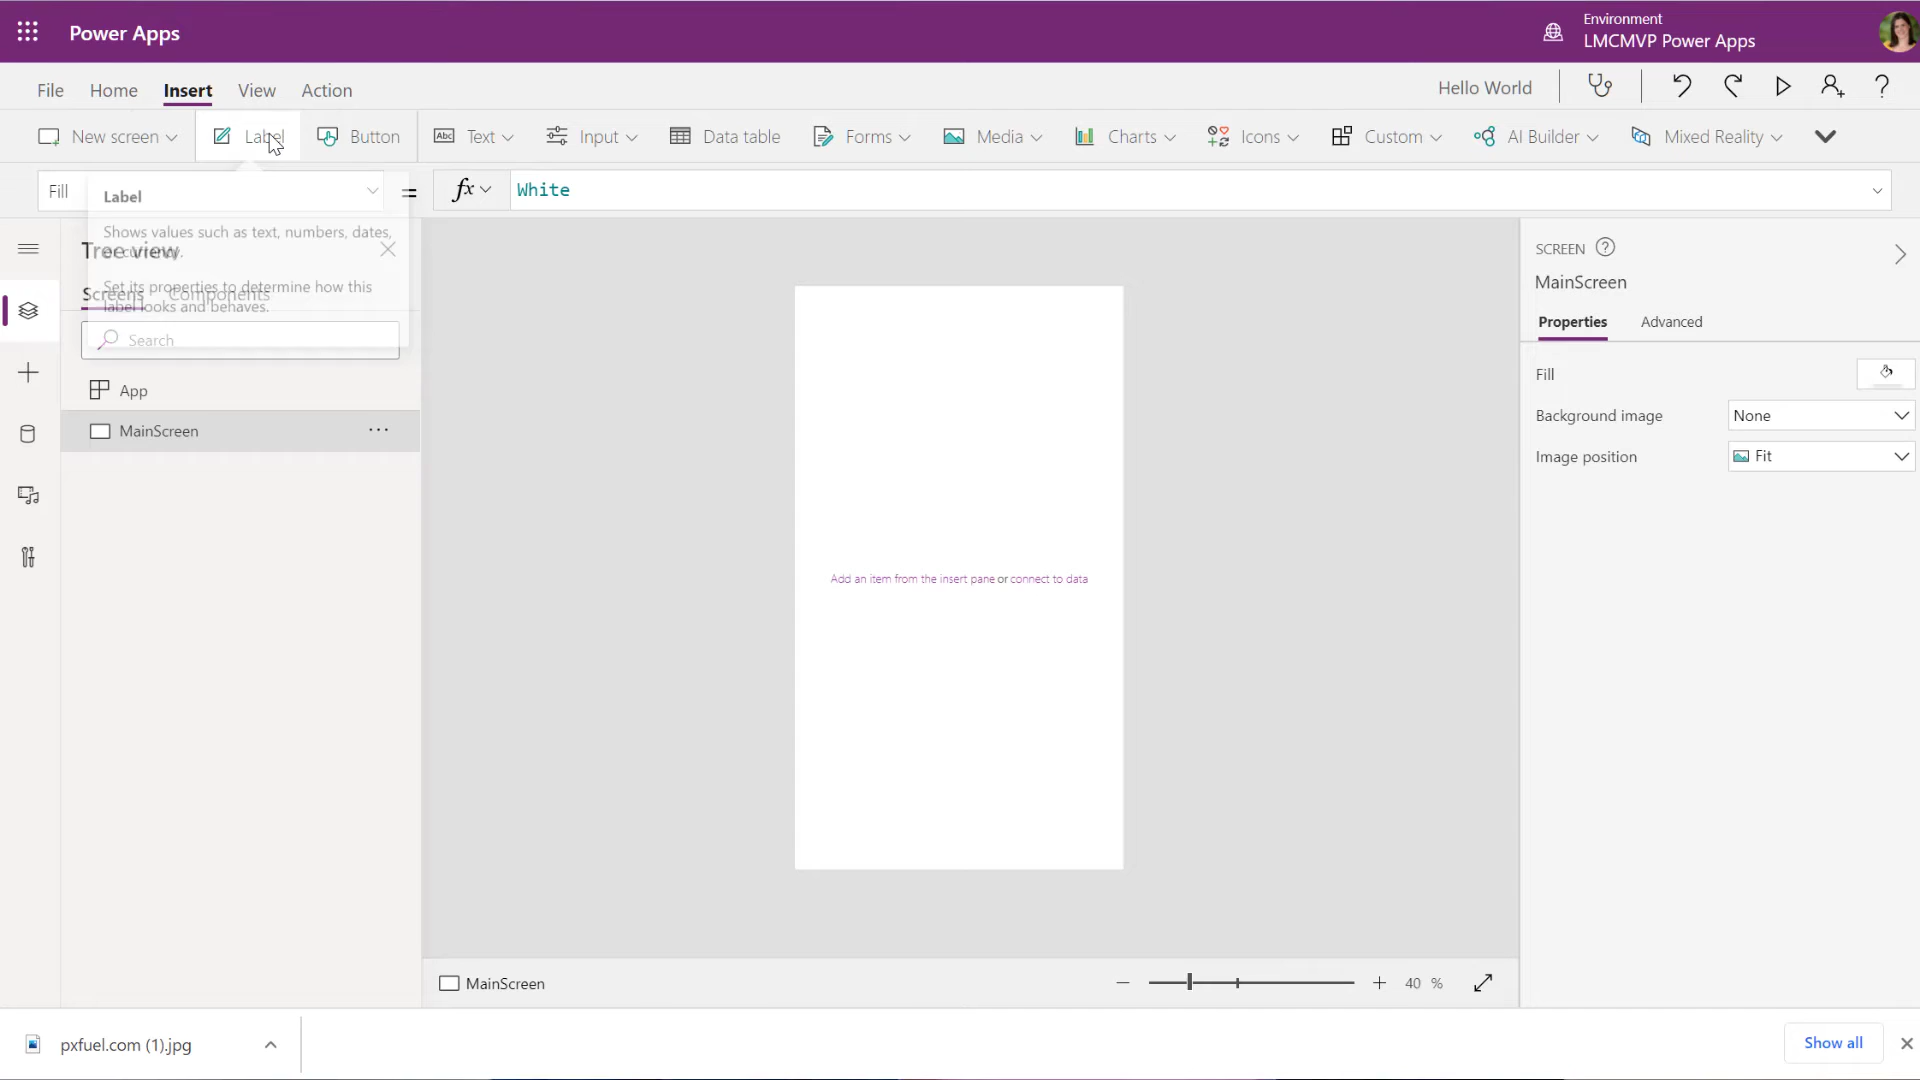 Power Apps
Environment
LMCMVP Power Apps
File Home Insert View Action
Hello World
New screen Label Button Abc Text Input Data table Forms Media Charts Icons Custom AI Builder Mixed Reality
Fill = fx White
Label
Shows values such as text, numbers, dates,
or currency.
Set its properties to determine how this
label looks and behaves.
Tree view
Screens Components
Search
App
MainScreen ...
Add an item from the insert pane or connect to data
SCREEN
MainScreen
Properties Advanced
Fill
Background image None
Image position Fit
MainScreen
40 %
pxfuel.com (1).jpg
Show all